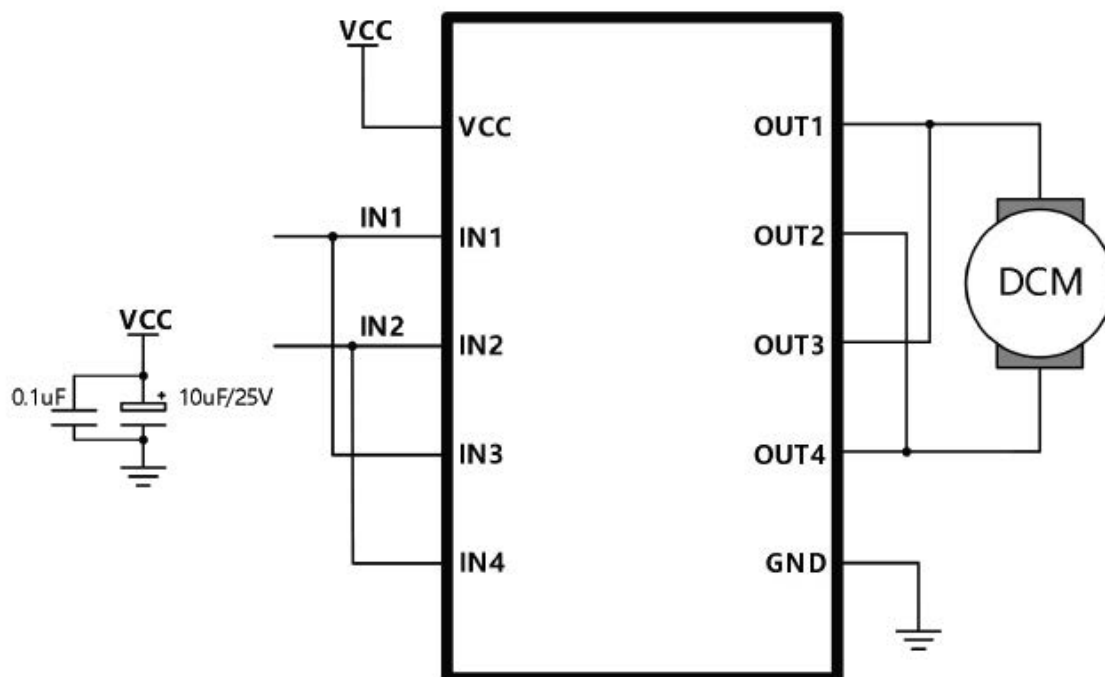 VCC
VCC
OUT1
IN1
IN1
OUT2
DCM
VCC
IN2
IN2
OUT3
0.1uF
+
10uF/25V
IN3
OUT4
IN4
GND